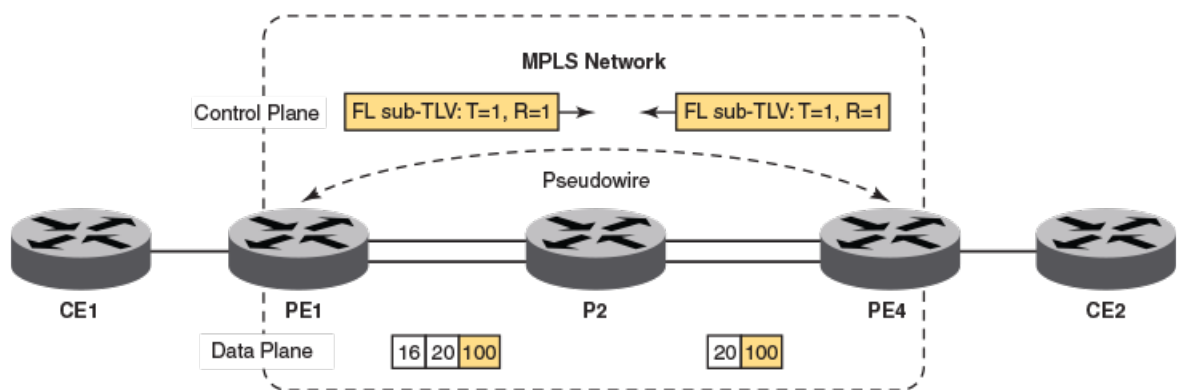 MPLS Network
Control Plane
FL sub-TLV: T=1, R=1
FL sub-TLV: T=1, R=1
Pseudowire
CE1
PE1
P2
PE4
CE2
Data Plane
16 20 100
20 100